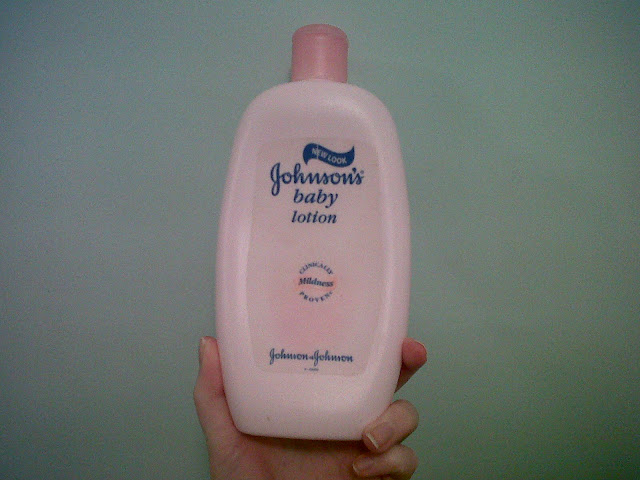 NEW LOOK
Johnson's®
baby
lotion
CLINICALLY
Mildness
PROVEN
Johnson & Johnson